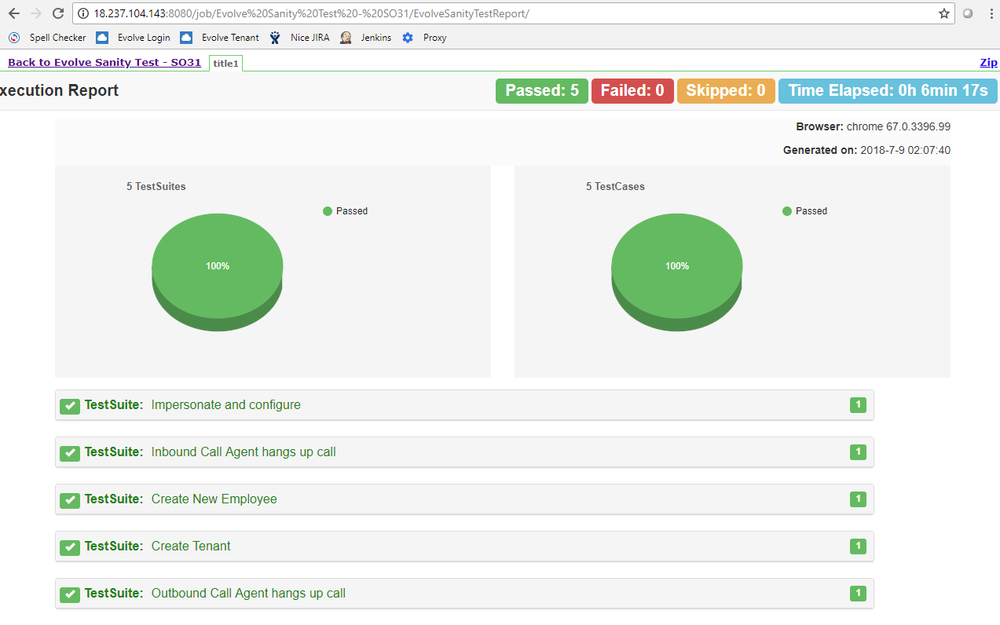 18.237.104.143:8080/job/Evolve%20Sanity%20Test%20-%20SO31/EvolveSanityTestReport/
Spell Checker Evolve Login Evolve Tenant Nice JIRA Jenkins Proxy
Back to Evolve Sanity Test - SO31 title1 Zip
xecution Report Passed: 5 Failed: 0 Skipped: 0 Time Elapsed: 0h 6min 17s
Browser: chrome 67.0.3396.99
Generated on: 2018-7-9 02:07:40
5 TestSuites 5 TestCases
Passed Passed
100% 100%
TestSuite: Impersonate and configure 1
TestSuite: Inbound Call Agent hangs up call 1
TestSuite: Create New Employee 1
TestSuite: Create Tenant 1
TestSuite: Outbound Call Agent hangs up call 1